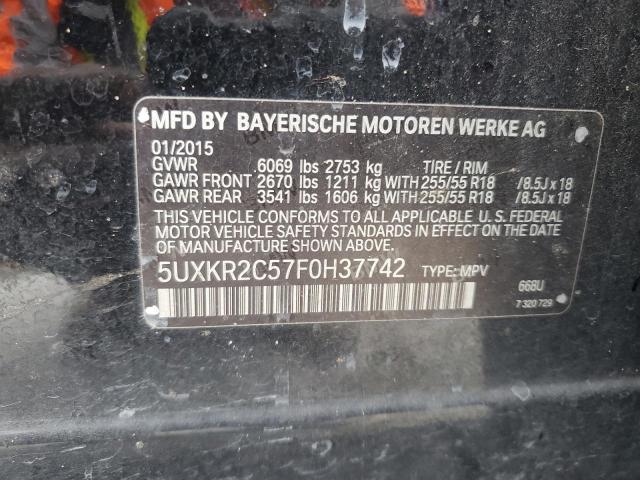 MFD BY BAYERISCHE MOTOREN WERKE AG
01/2015
GVWR 6069 lbs 2753 kg TIRE / RIM
GAWR FRONT 2670 lbs 1211 kg WITH 255/55 R18 /8.5J x 18
GAWR REAR 3541 lbs 1606 kg WITH 255/55 R18 /8.5J x 18
THIS VEHICLE CONFORMS TO ALL APPLICABLE U.S. FEDERAL
MOTOR VEHICLE SAFETY STANDARDS IN EFFECT ON THE DATE
OF MANUFACTURE SHOWN ABOVE.
5UXKR2C57F0H37742 TYPE: MPV 668U
7 320 729